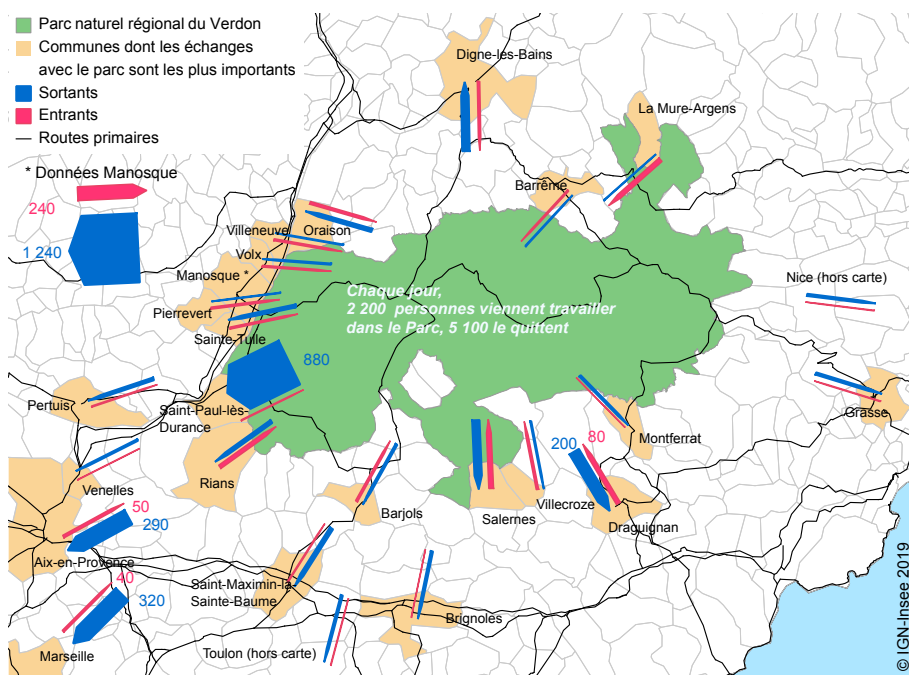 Parc naturel régional du Verdon
Communes dont les échanges
avec le parc sont les plus importants
Sortants
Entrants
Routes primaires
* Données Manosque
240
1 240
Digne-les-Bains
La Mure-Argens
Barrême
Villeneuve
Oraison
Volx
Manosque *
Pierrevert
Sainte-Tulle
Chaque jour,
2 200 personnes viennent travailler
dans le Parc, 5 100 le quittent
Nice (hors carte)
880
Pertuis
Saint-Paul-lès-
Durance
Grasse
Montferrat
Rians
Venelles
200
80
Barjols
Salernes
Villecroze
Draguignan
50
290
Aix-en-Provence
40
320
Saint-Maximin-la
Sainte-Baume
Brignoles
Marseille
Toulon (hors carte)
© IGN-Insee 2019